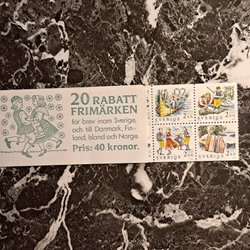 20 RABATT
FRIMÄRKEN
för brev inom Sverige,
och till Danmark, Fin-
land, Island och Norge.
Pris: 40 kronor.
SVERIGE
SVERIGE
SVERIGE
SVERIGE